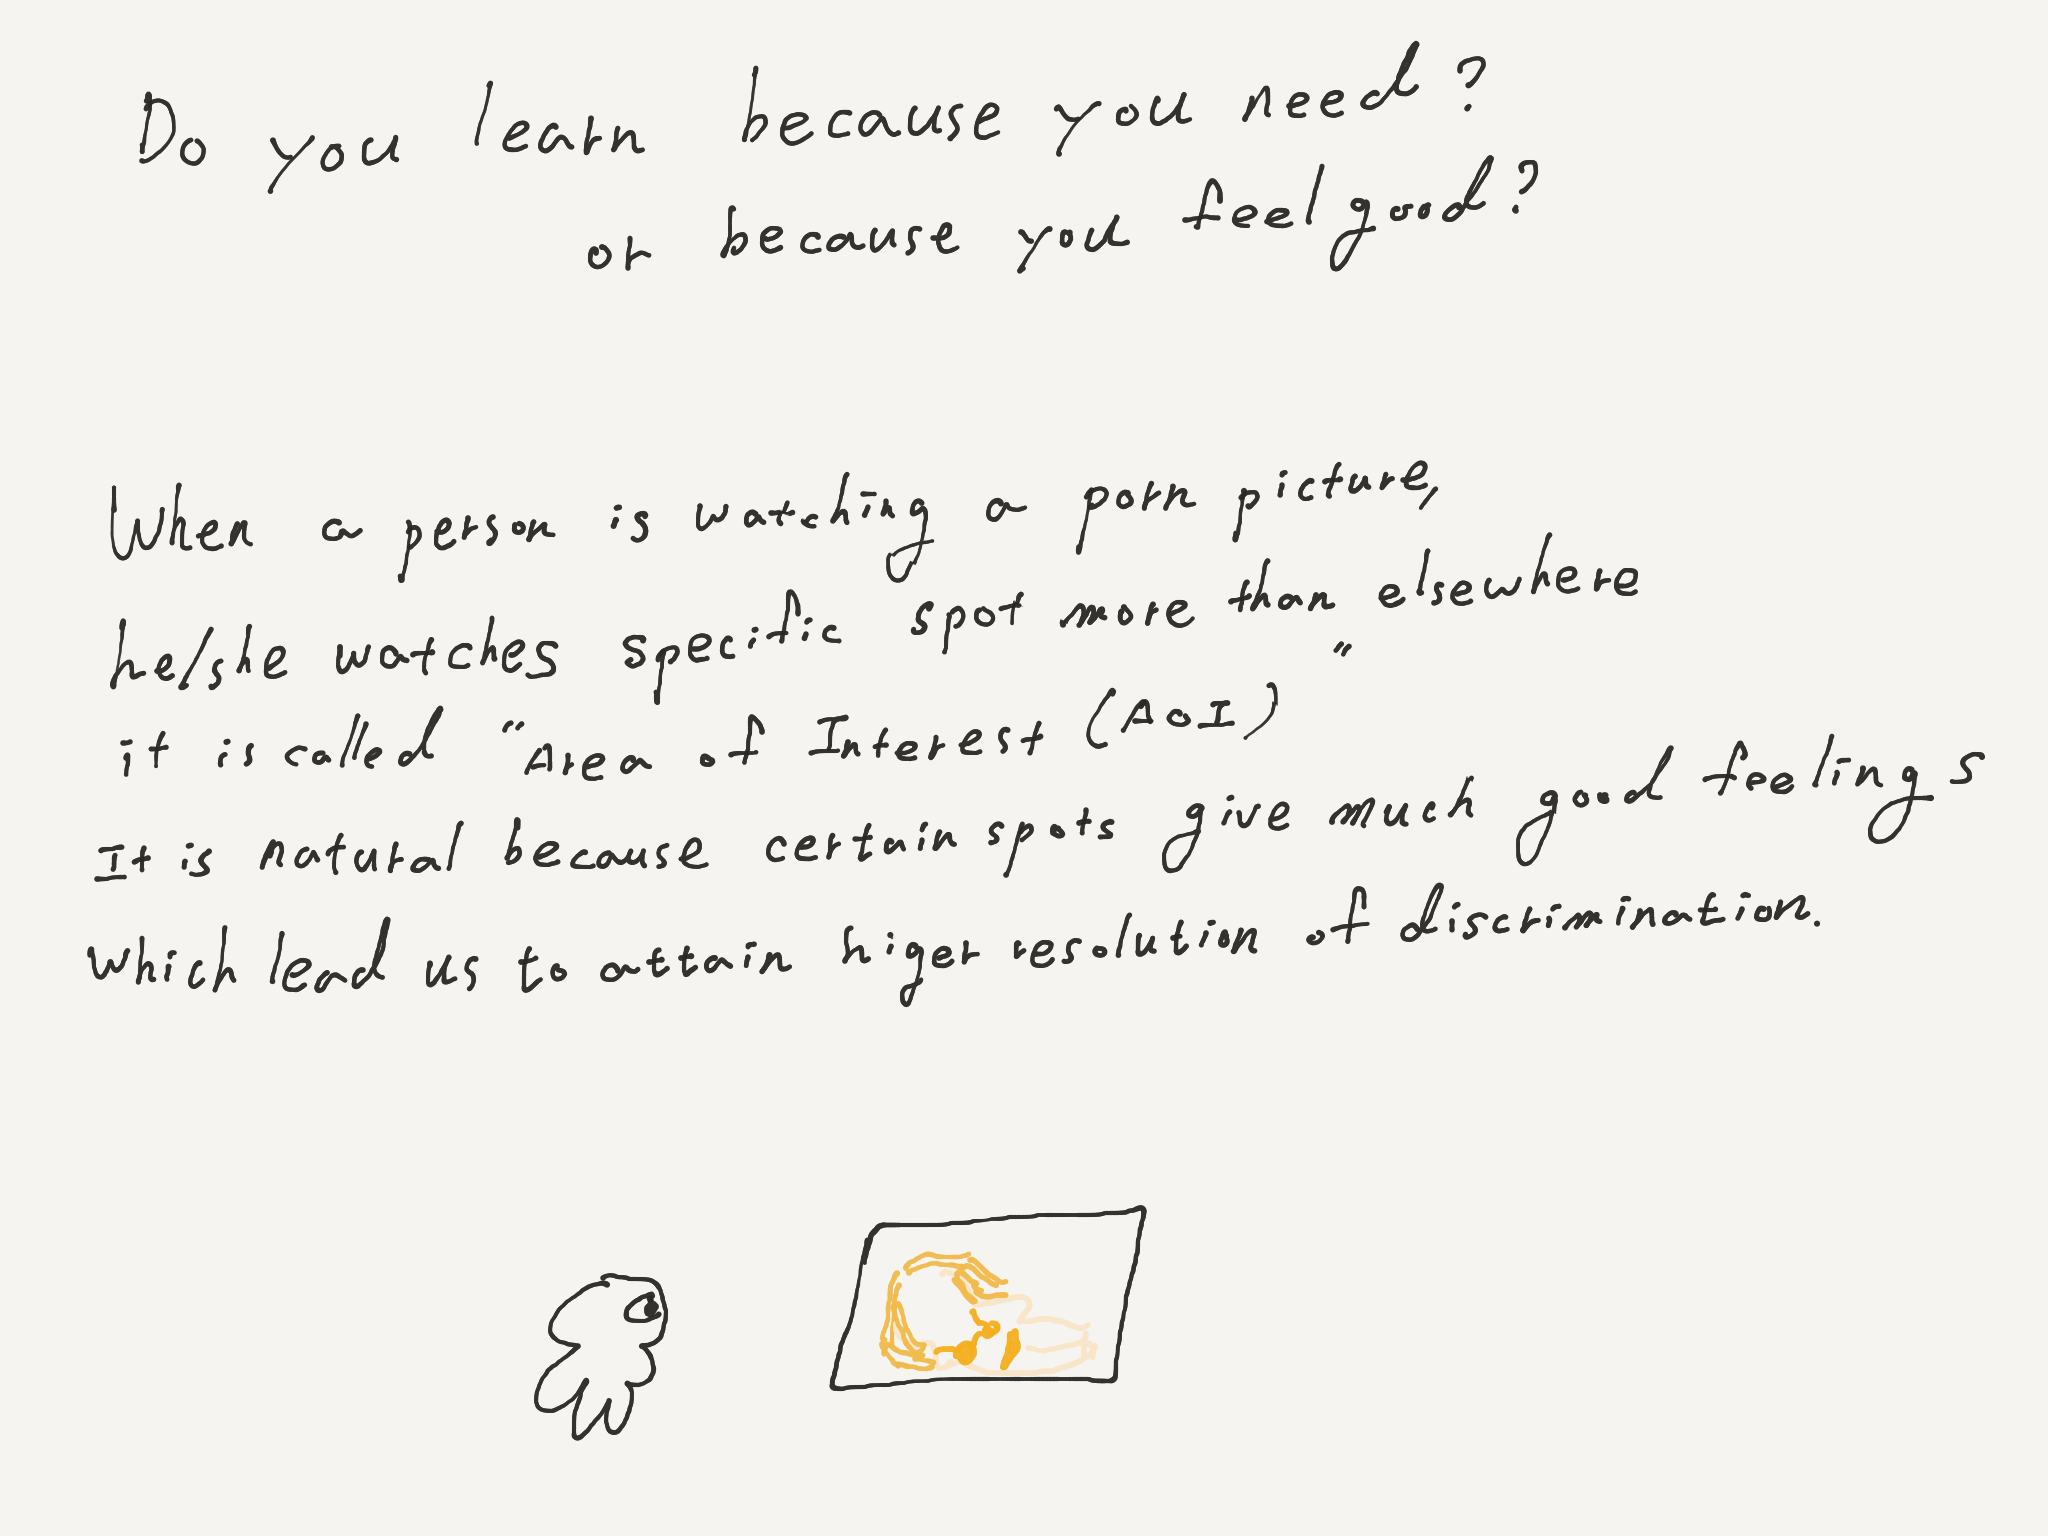 Do you learn because you need?
or because you feel good?
When a person is watching a porn picture,
he/she watches specific spot more than elsewhere
it is called "Area of Interest (AoI)"
It is natural because certain spots give much good feelings
which lead us to attain higer resolution of discrimination.